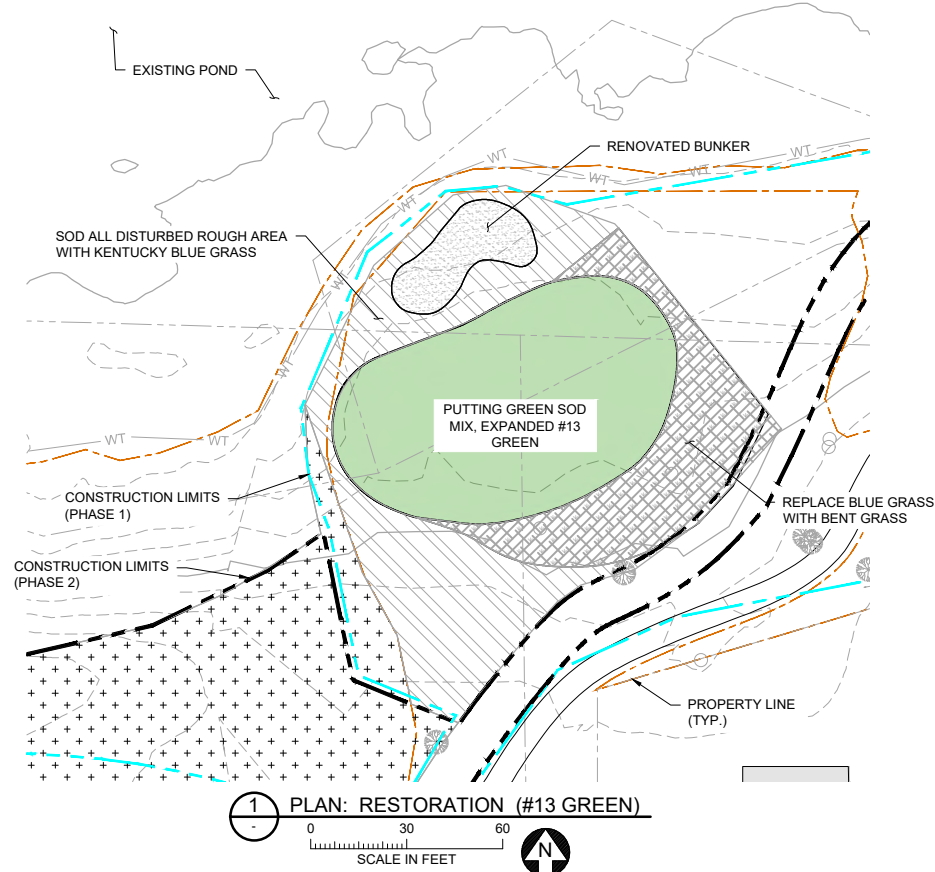 EXISTING POND
WT
RENOVATED BUNKER
WT
WT
WT
SOD ALL DISTURBED ROUGH AREA
WITH KENTUCKY BLUE GRASS
WT
WT
PUTTING GREEN SOD
MIX, EXPANDED #13
GREEN
WT
WT
CONSTRUCTION LIMITS
(PHASE 1)
REPLACE BLUE GRASS
WITH BENT GRASS
CONSTRUCTION LIMITS
(PHASE 2)
PROPERTY LINE
(TYP.)
1
-
PLAN: RESTORATION (#13 GREEN)
0 30 60
SCALE IN FEET
N